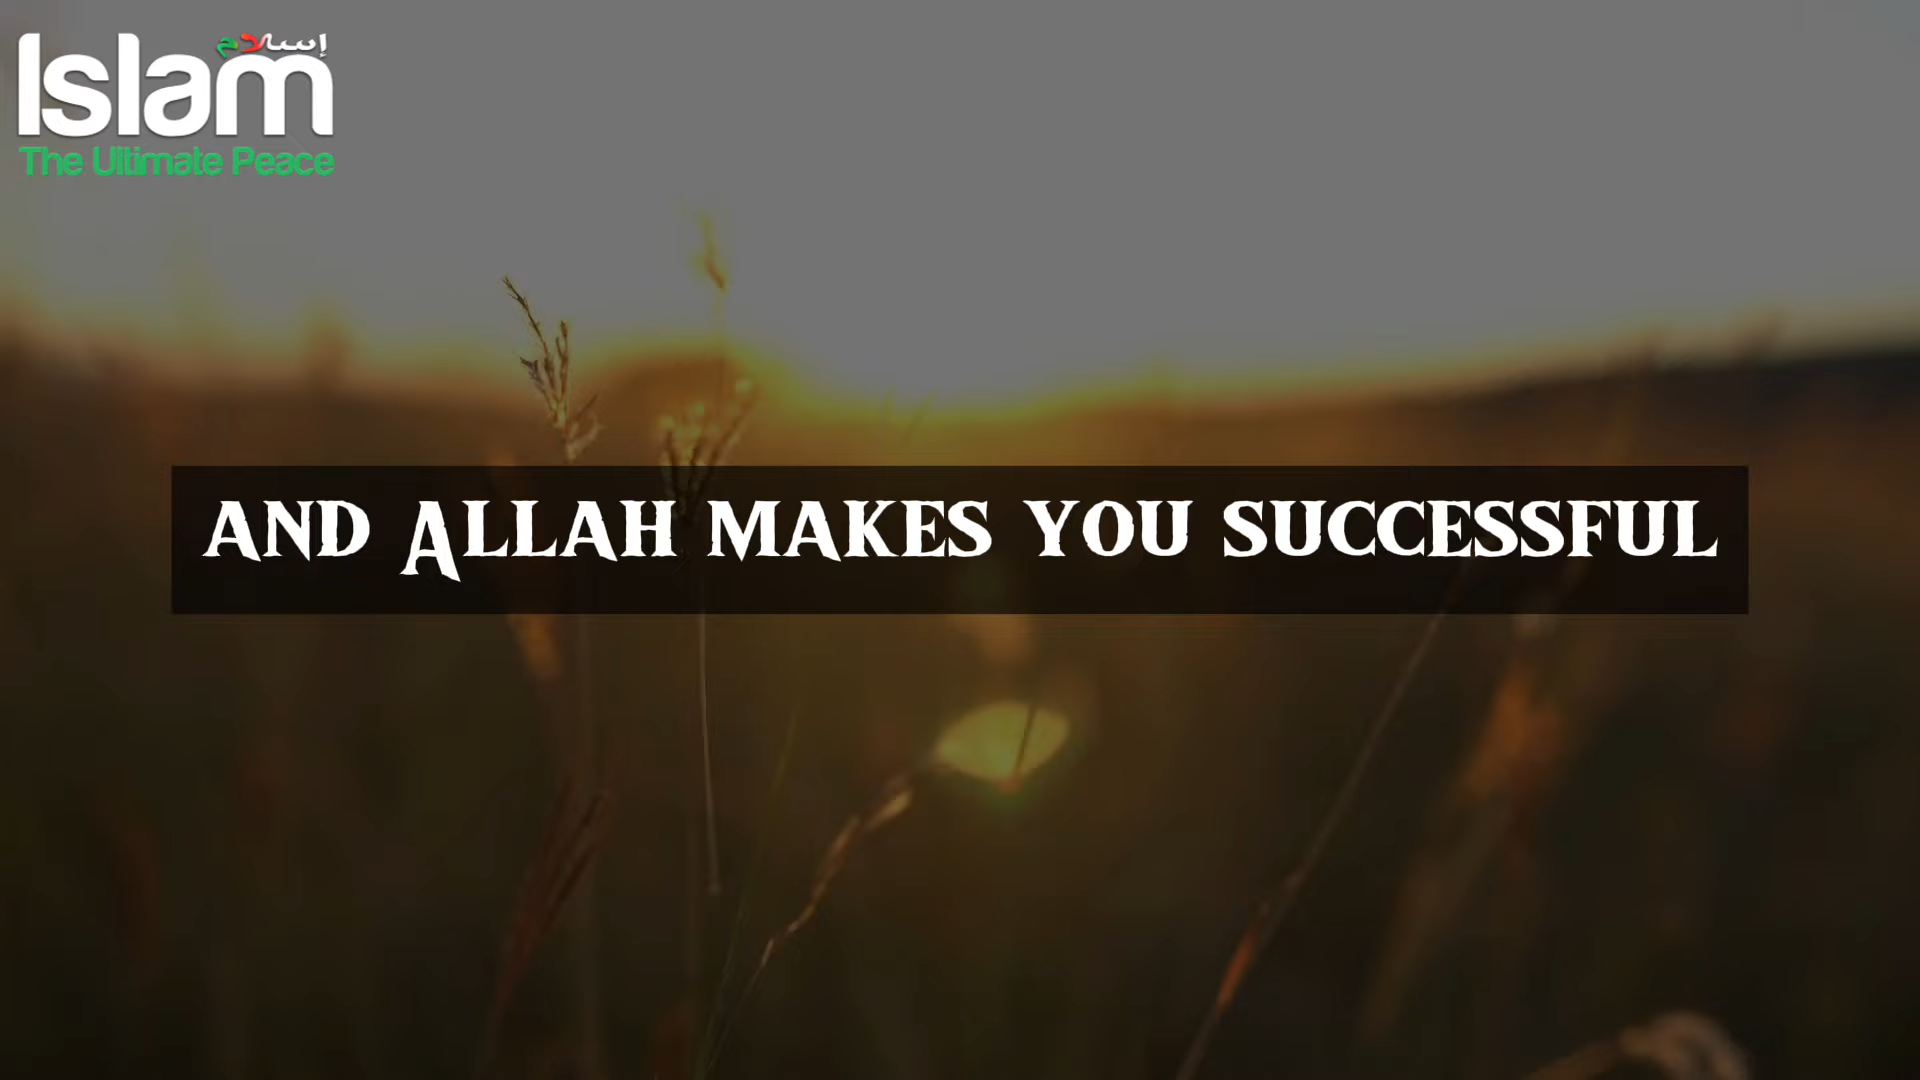 إسلام
Islam
The Ultimate Peace
and Allah makes you successful